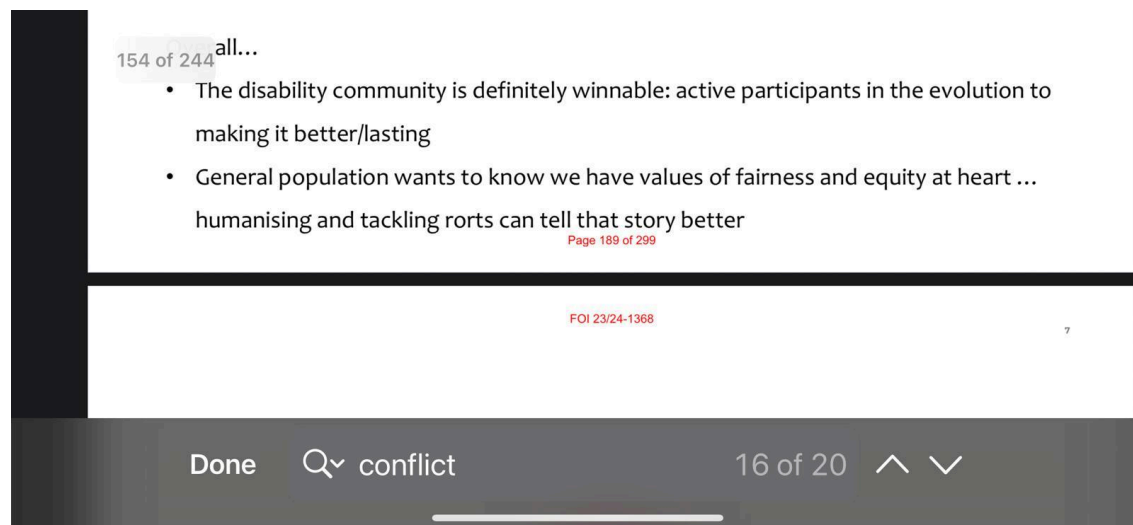 all...
154 of 244
• The disability community is definitely winnable: active participants in the evolution to
making it better/lasting
• General population wants to know we have values of fairness and equity at heart ...
humanising and tackling rorts can tell that story better
Page 189 of 299
FOI 23/24-1368
7
Done conflict 16 of 20